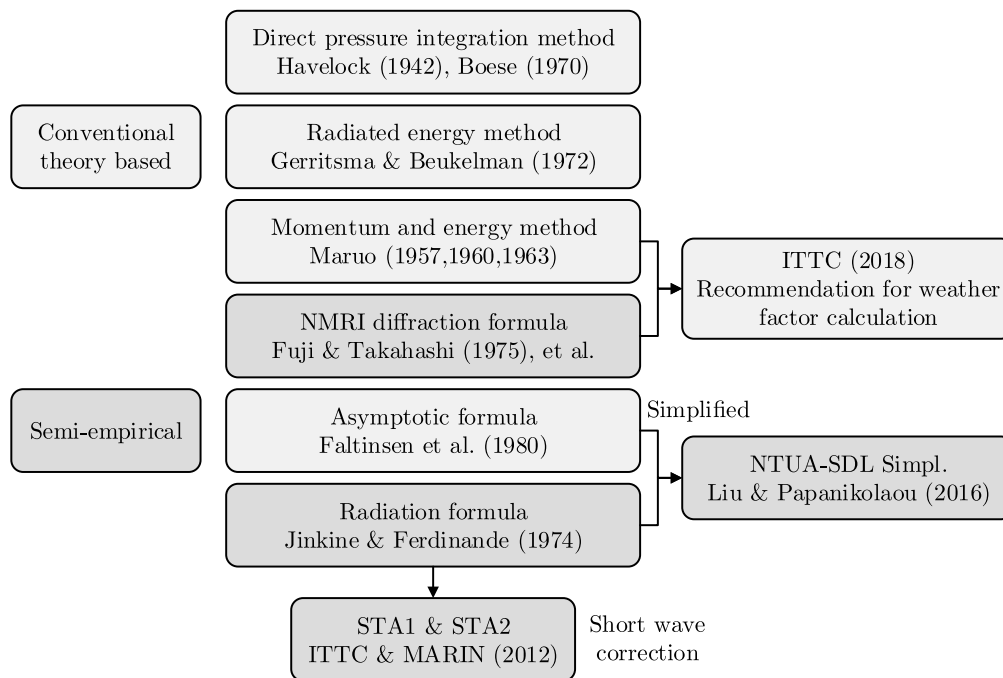 Direct pressure integration method
Havelock (1942), Boese (1970)
Conventional
theory based
Radiated energy method
Gerritsma & Beukelman (1972)
Momentum and energy method
Maruo (1957,1960,1963)
ITTC (2018)
Recommendation for weather
factor calculation
NMRI diffraction formula
Fuji & Takahashi (1975), et al.
Semi-empirical
Asymptotic formula
Faltinsen et al. (1980)
Simplified
NTUA-SDL Simpl.
Liu & Papanikolaou (2016)
Radiation formula
Jinkine & Ferdinande (1974)
STA1 & STA2
ITTC & MARIN (2012)
Short wave
correction